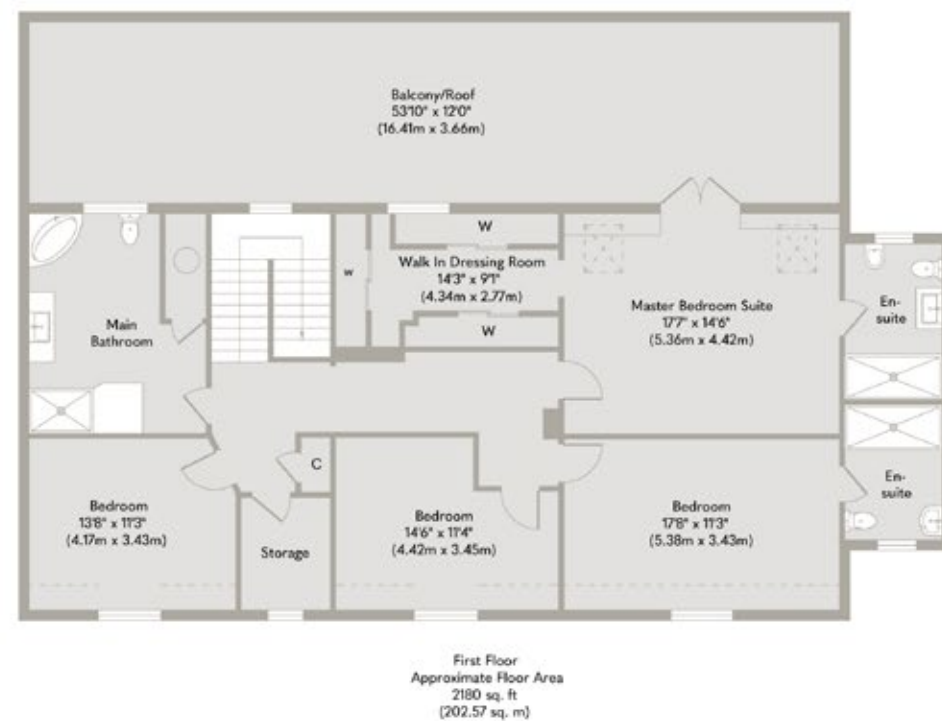 Balcony/Roof
53'10" x 12'0"
(16.41m x 3.66m)
W
W
Walk In Dressing Room
14'3" x 9'1"
(4.34m x 2.77m)
W
Master Bedroom Suite
17'7" x 14'6"
(5.36m x 4.42m)
En-
suite
Main
Bathroom
C
En-
suite
Bedroom
13'8" x 11'3"
(4.17m x 3.43m)
Storage
Bedroom
14'6" x 11'4"
(4.42m x 3.45m)
Bedroom
17'8" x 11'3"
(5.38m x 3.43m)
First Floor
Approximate Floor Area
2180 sq. ft
(202.57 sq. m)